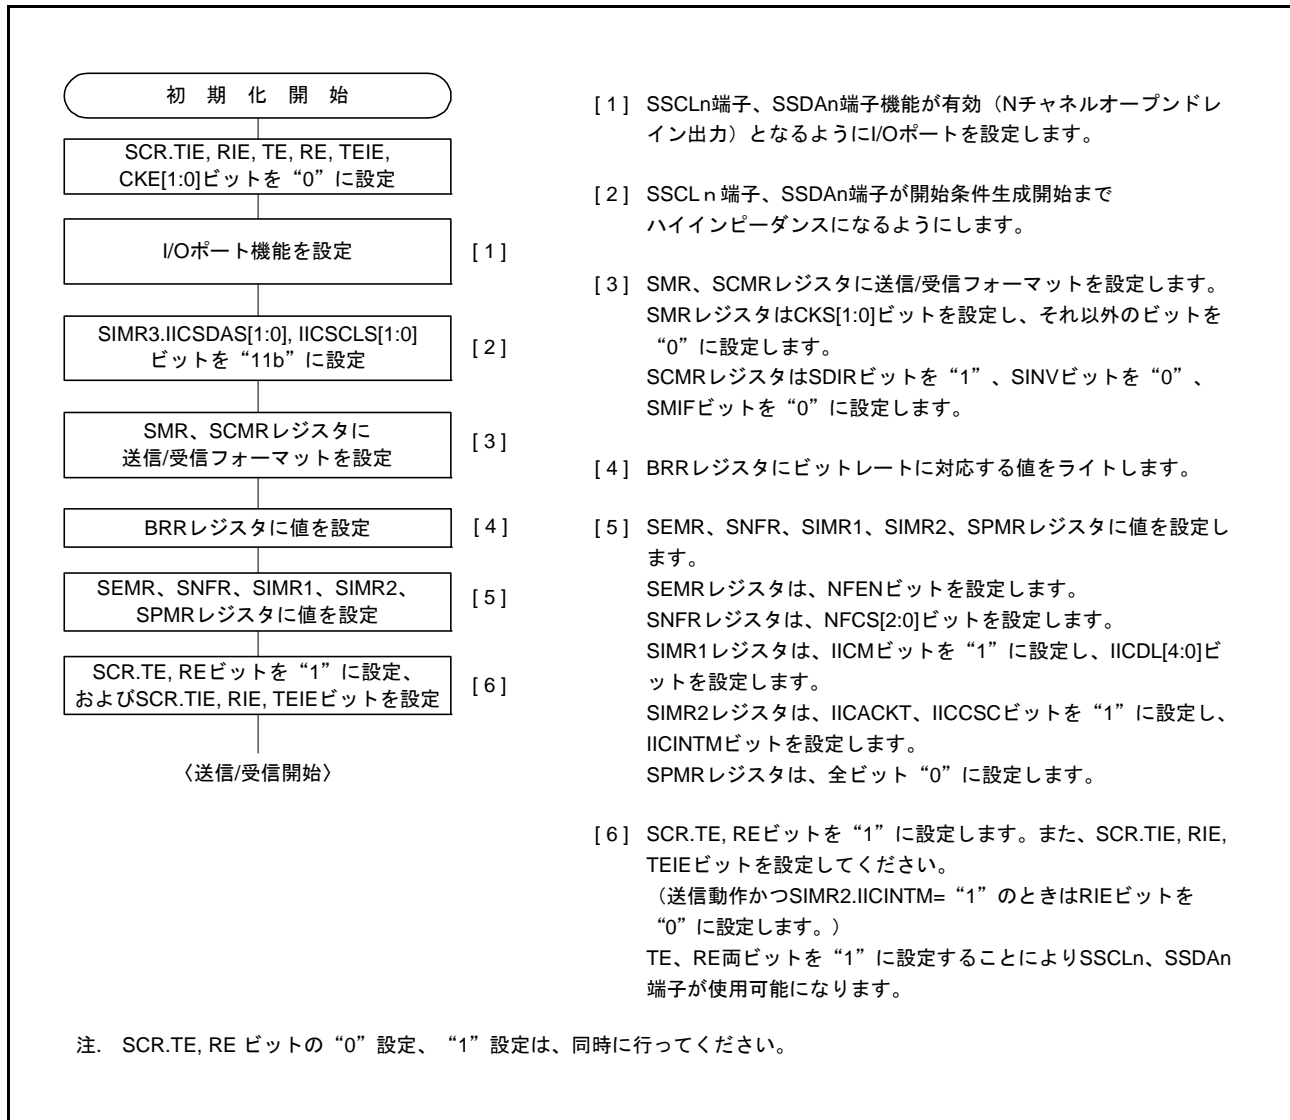 初 期 化 開 始
SCR.TIE, RIE, TE, RE, TEIE,
CKE[1:0]ビットを“0”に設定
I/Oポート機能を設定
[ 1 ]
SIMR3.IICSDAS[1:0], IICSCLS[1:0]
ビットを“11b”に設定
[ 2 ]
SMR、SCMRレジスタに
送信/受信フォーマットを設定
[ 3 ]
BRRレジスタに値を設定
[ 4 ]
SEMR、SNFR、SIMR1、SIMR2、
SPMRレジスタに値を設定
[ 5 ]
SCR.TE, REビットを“1”に設定、
およびSCR.TIE, RIE, TEIEビットを設定
[ 6 ]
〈送信/受信開始〉
[ 1 ] SSCLn端子、SSDAn端子機能が有効（Nチャネルオープンドレ
イン出力）となるようにI/Oポートを設定します。
[ 2 ] SSCLｎ端子、SSDAn端子が開始条件生成開始まで
ハイインピーダンスになるようにします。
[ 3 ] SMR、SCMRレジスタに送信/受信フォーマットを設定します。
SMRレジスタはCKS[1:0]ビットを設定し、それ以外のビットを
“0”に設定します。
SCMRレジスタはSDIRビットを“1”、SINVビットを“0”、
SMIFビットを“0”に設定します。
[ 4 ] BRRレジスタにビットレートに対応する値をライトします。
[ 5 ] SEMR、SNFR、SIMR1、SIMR2、SPMRレジスタに値を設定し
ます。
SEMRレジスタは、NFENビットを設定します。
SNFRレジスタは、NFCS[2:0]ビットを設定します。
SIMR1レジスタは、IICMビットを“1”に設定し、IICDL[4:0]ビ
ットを設定します。
SIMR2レジスタは、IICACKT、IICCSCビットを“1”に設定し、
IICINTMビットを設定します。
SPMRレジスタは、全ビット“0”に設定します。
[ 6 ] SCR.TE, REビットを“1”に設定します。また、SCR.TIE, RIE,
TEIEビットを設定してください。
（送信動作かつSIMR2.IICINTM=“1”のときはRIEビットを
“0”に設定します。）
TE、RE両ビットを“1”に設定することによりSSCLn、SSDAn
端子が使用可能になります。
注. SCR.TE, RE ビットの“0”設定、“1”設定は、同時に行ってください。